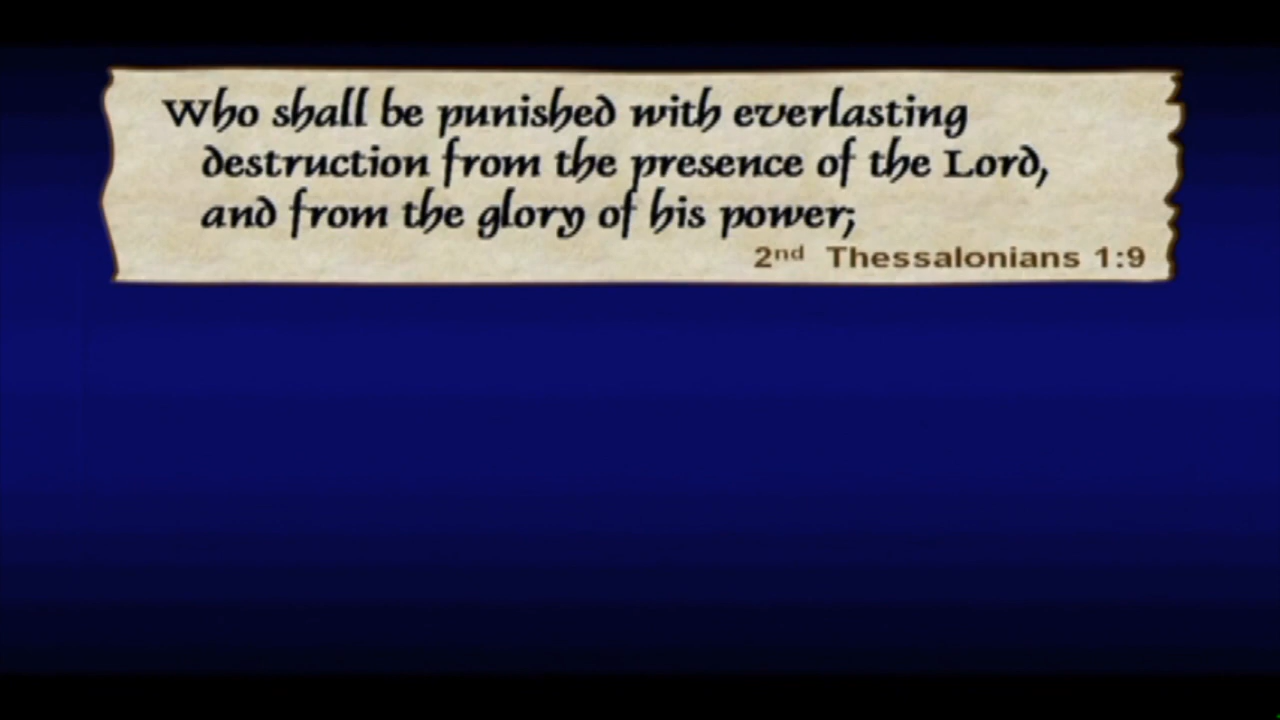 Who shall be punished with everlasting
destruction from the presence of the Lord,
and from the glory of his power;
2nd Thessalonians 1:9